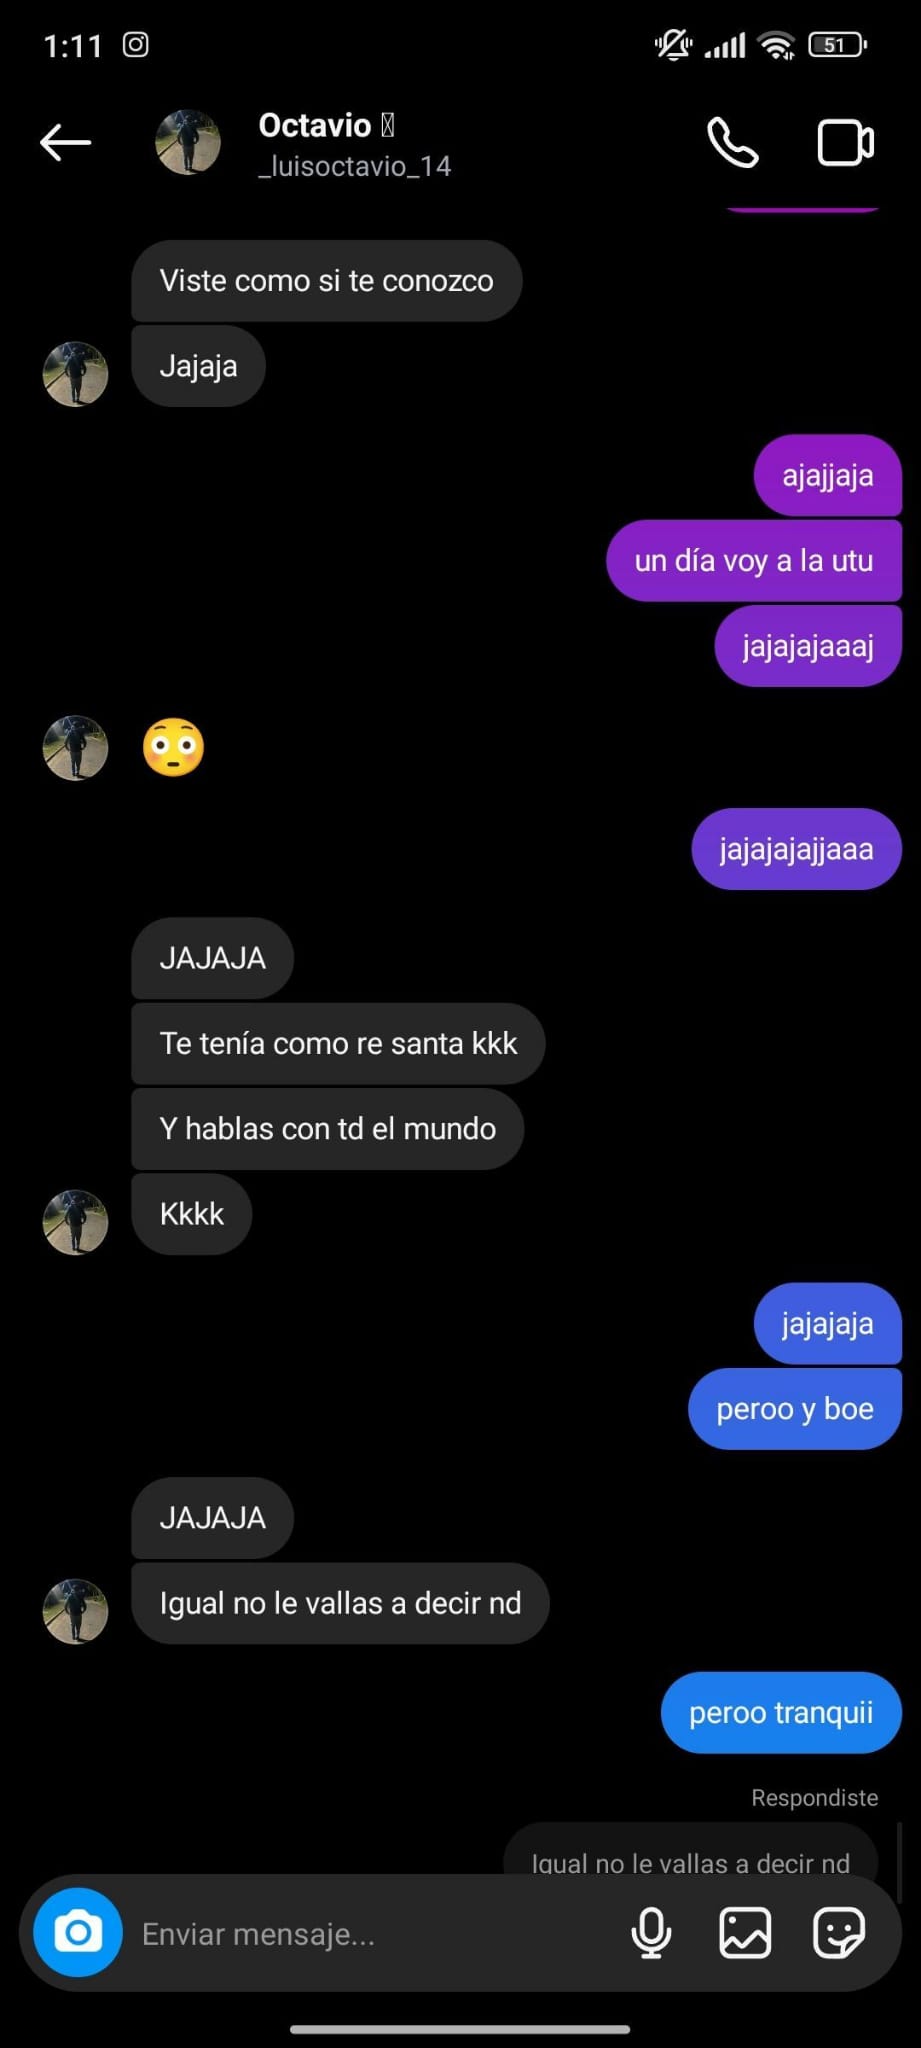 1:11
51
Octavio
_luisoctavio_14
Viste como si te conozco
Jajaja
ajajjaja
un día voy a la utu
jajajajaaaj
😳
jajajajajjaaa
JAJAJA
Te tenía como re santa kkk
Y hablas con td el mundo
Kkkk
jajajaja
peroo y boe
JAJAJA
Igual no le vallas a decir nd
peroo tranquii
Respondiste
Igual no le vallas a decir nd
Enviar mensaje...